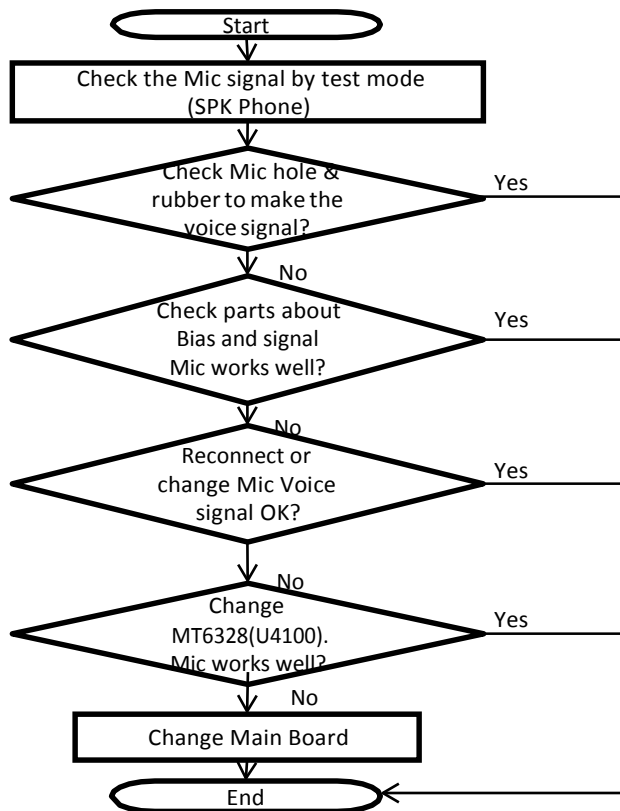 Start
Check the Mic signal by test mode
(SPK Phone)
Check Mic hole &
rubber to make the
voice signal?
Yes
No
Check parts about
Bias and signal
Mic works well?
Yes
No
Reconnect or
change Mic Voice
signal OK?
Yes
No
Change
MT6328(U4100).
Mic works well?
Yes
No
Change Main Board
End